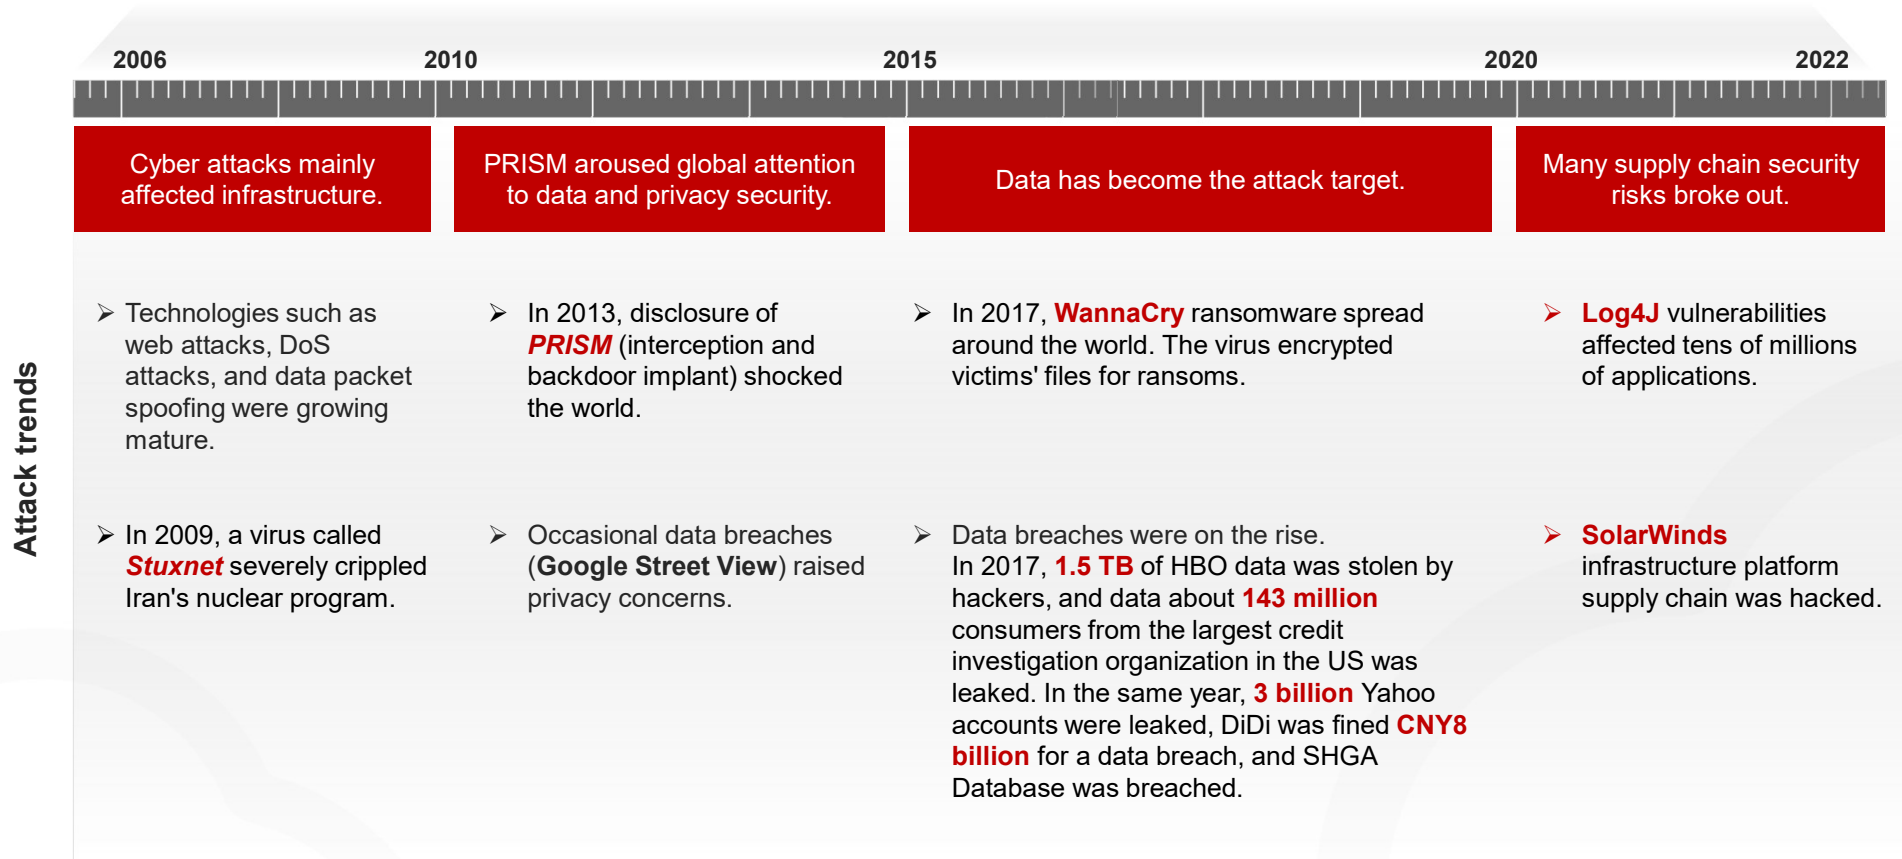 2006
2010
2015
2020
2022
Cyber attacks mainly
affected infrastructure.
PRISM aroused global attention
to data and privacy security.
Data has become the attack target.
Many supply chain security
risks broke out.
Attack trends
➢ Technologies such as
web attacks, DoS
attacks, and data packet
spoofing were growing
mature.
➢ In 2009, a virus called
Stuxnet severely crippled
Iran's nuclear program.
➢ In 2013, disclosure of
PRISM (interception and
backdoor implant) shocked
the world.
➢ Occasional data breaches
(Google Street View) raised
privacy concerns.
➢ In 2017, WannaCry ransomware spread
around the world. The virus encrypted
victims' files for ransoms.
➢ Data breaches were on the rise.
In 2017, 1.5 TB of HBO data was stolen by
hackers, and data about 143 million
consumers from the largest credit
investigation organization in the US was
leaked. In the same year, 3 billion Yahoo
accounts were leaked, DiDi was fined CNY8
billion for a data breach, and SHGA
Database was breached.
➢ Log4J vulnerabilities
affected tens of millions
of applications.
➢ SolarWinds
infrastructure platform
supply chain was hacked.